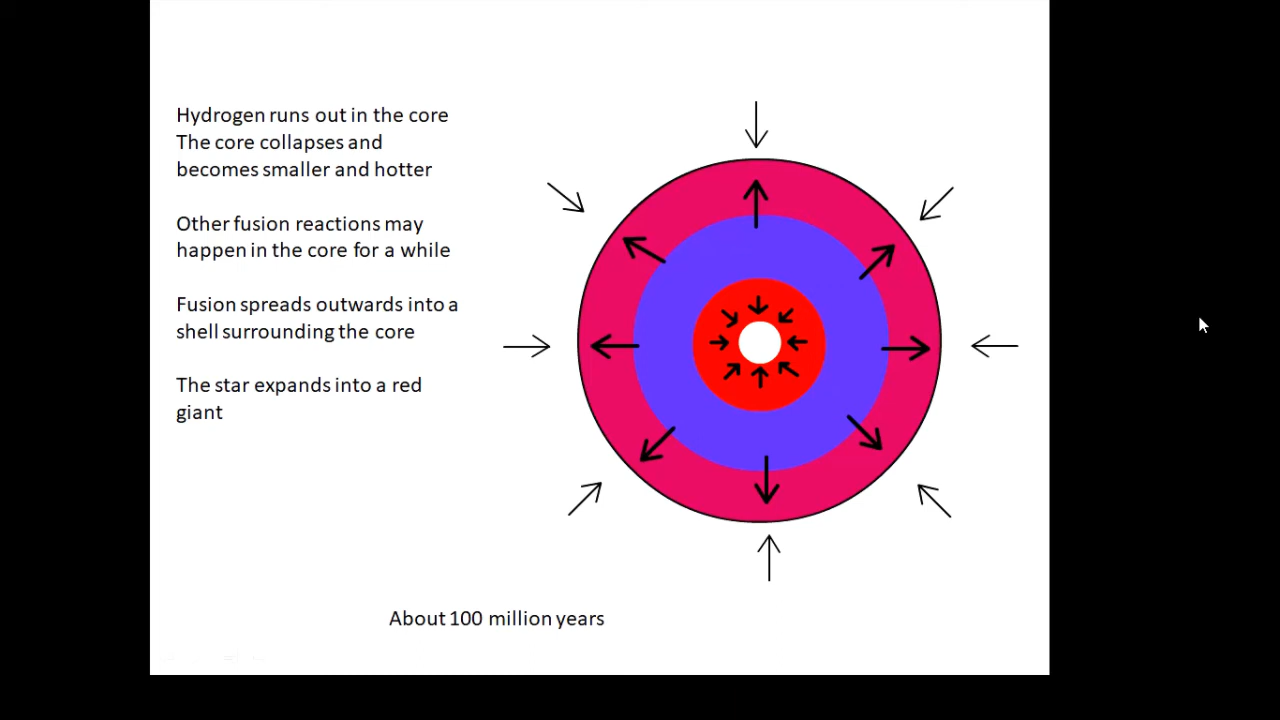 Hydrogen runs out in the core
The core collapses and
becomes smaller and hotter
Other fusion reactions may
happen in the core for a while
Fusion spreads outwards into a
shell surrounding the core
The star expands into a red
giant
About 100 million years